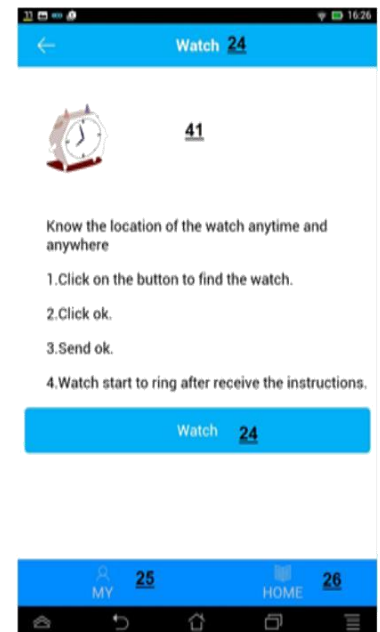 16:26
Watch 24
41
Know the location of the watch anytime and
anywhere
1.Click on the button to find the watch.
2.Click ok.
3.Send ok.
4.Watch start to ring after receive the instructions.
Watch 24
MY 25
HOME 26